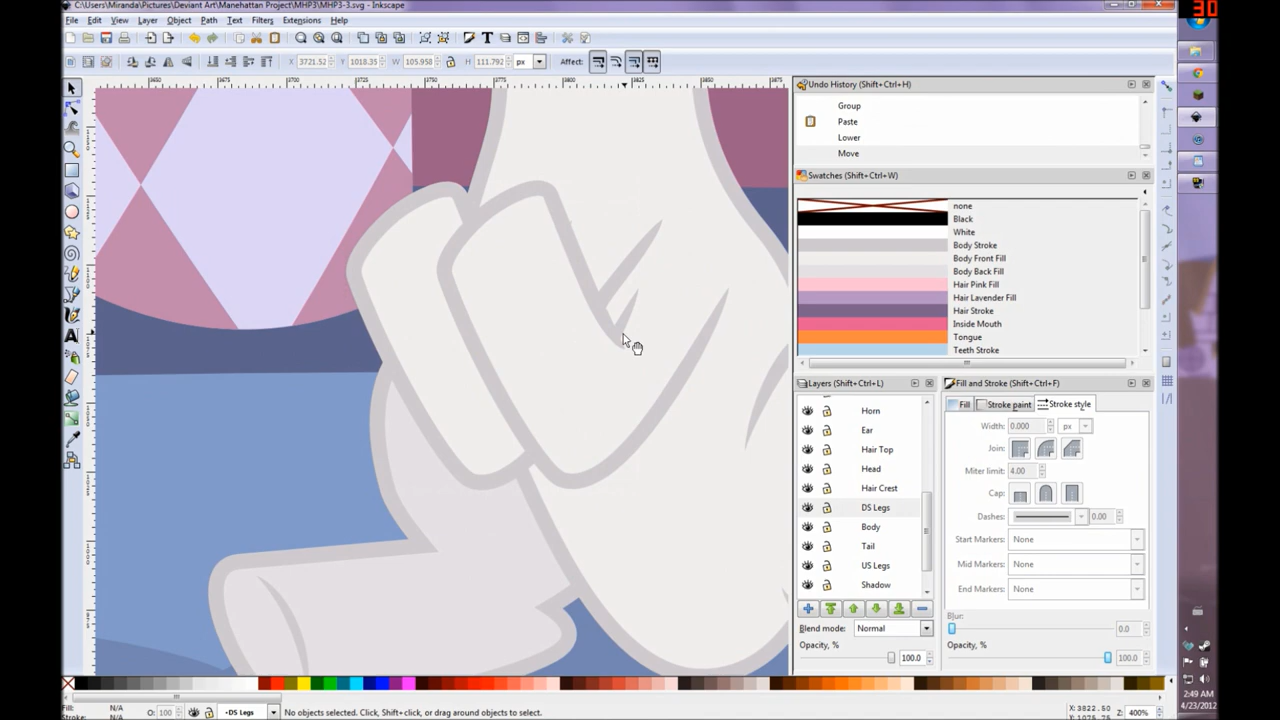 C:\Users\Miranda\Pictures\Deviant Art\Manehattan Project\MHP3\MHP3-3.svg - Inkscape
30
File Edit View Layer Object Path Text Filters Extensions Help
X 3721.52 Y 1018.35 W 105.958 H 111.792 px Affect:
Undo History (Shift+Ctrl+H)
Group
Paste
Lower
Move
Swatches (Shift+Ctrl+W)
none
Black
White
Body Stroke
Body Front Fill
Body Back Fill
Hair Pink Fill
Hair Lavender Fill
Hair Stroke
Inside Mouth
Tongue
Teeth Stroke
Layers (Shift+Ctrl+L)
Horn
Ear
Hair Top
Head
Hair Crest
DS Legs
Body
Tail
US Legs
Shadow
Blend mode: Normal
Opacity, % 100.0
Fill and Stroke (Shift+Ctrl+F)
Fill Stroke paint Stroke style
Width: 0.000 px
Join:
Miter limit: 4.00
Cap:
Dashes: 0.00
Start Markers: None
Mid Markers: None
End Markers: None
Blur:
0.0
Opacity, %
100.0
Fill: N/A
Stroke: N/A
O: 100
DS Legs
No objects selected. Click, Shift+click, or drag around objects to select.
X: 3822.50
Z: 400%
2:49 AM
4/23/2012